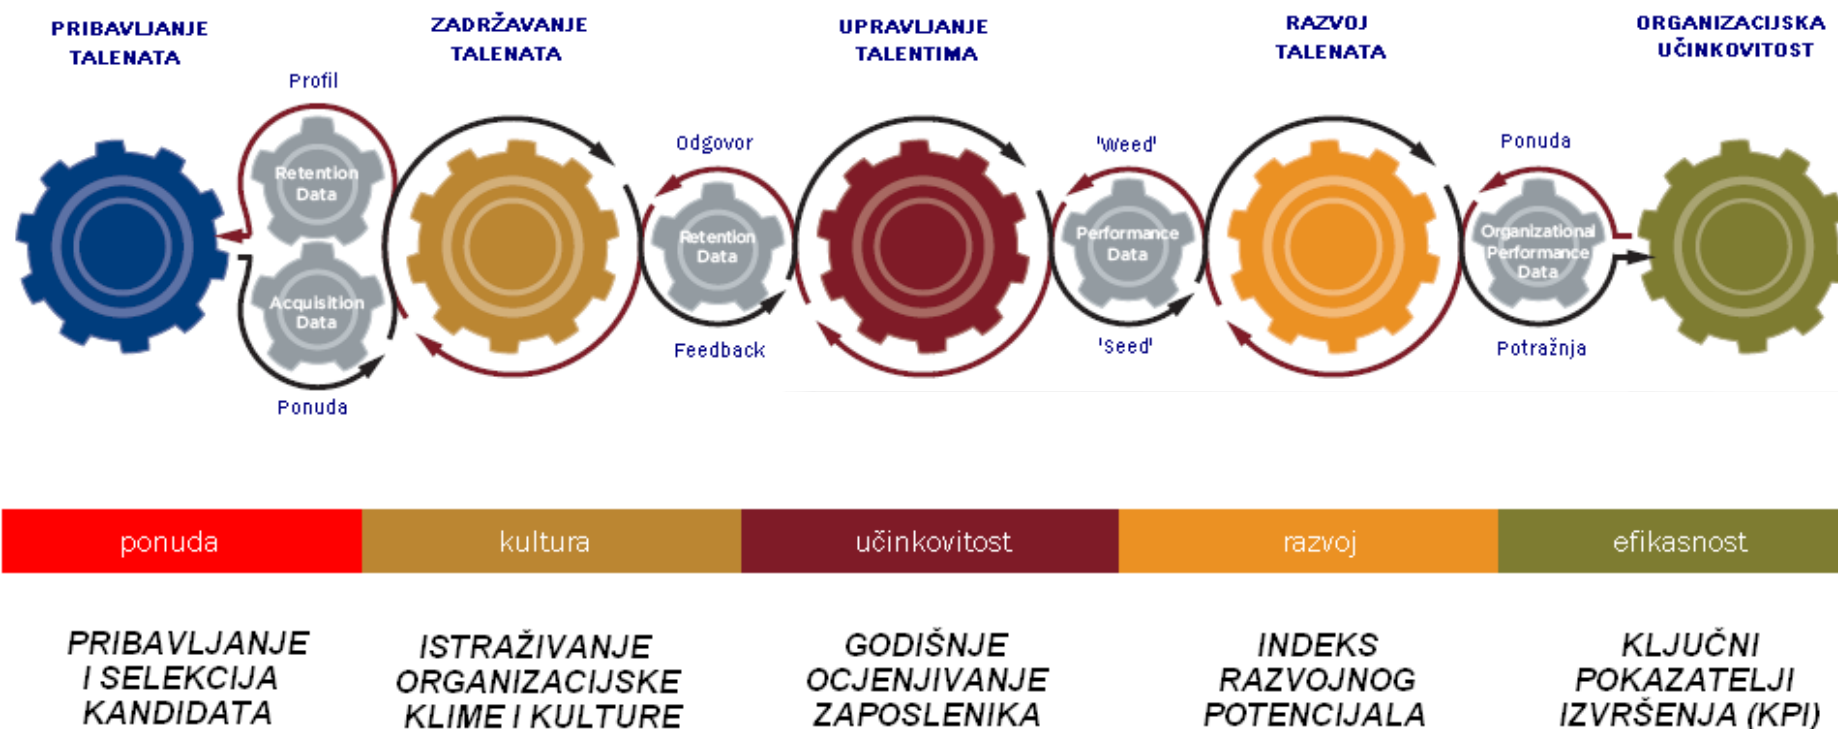 PRIBAVLJANJE
TALENATA
ZADRŽAVANJE
TALENATA
UPRAVLJANJE
TALENTIMA
RAZVOJ
TALENATA
ORGANIZACIJSKA
UČINKOVITOST
Profil
Retention
Data
Acquisition
Data
Ponuda
Odgovor
Retention
Data
Feedback
'Weed'
Performance
Data
'Seed'
Ponuda
Organizational
Performance
Data
Potražnja
ponuda
kultura
učinkovitost
razvoj
efikasnost
PRIBAVLJANJE
I SELEKCIJA
KANDIDATA
ISTRAŽIVANJE
ORGANIZACIJSKE
KLIME I KULTURE
GODIŠNJE
OCJENJIVANJE
ZAPOSLENIKA
INDEKS
RAZVOJNOG
POTENCIJALA
KLJUČNI
POKAZATELJI
IZVRŠENJA (KPI)